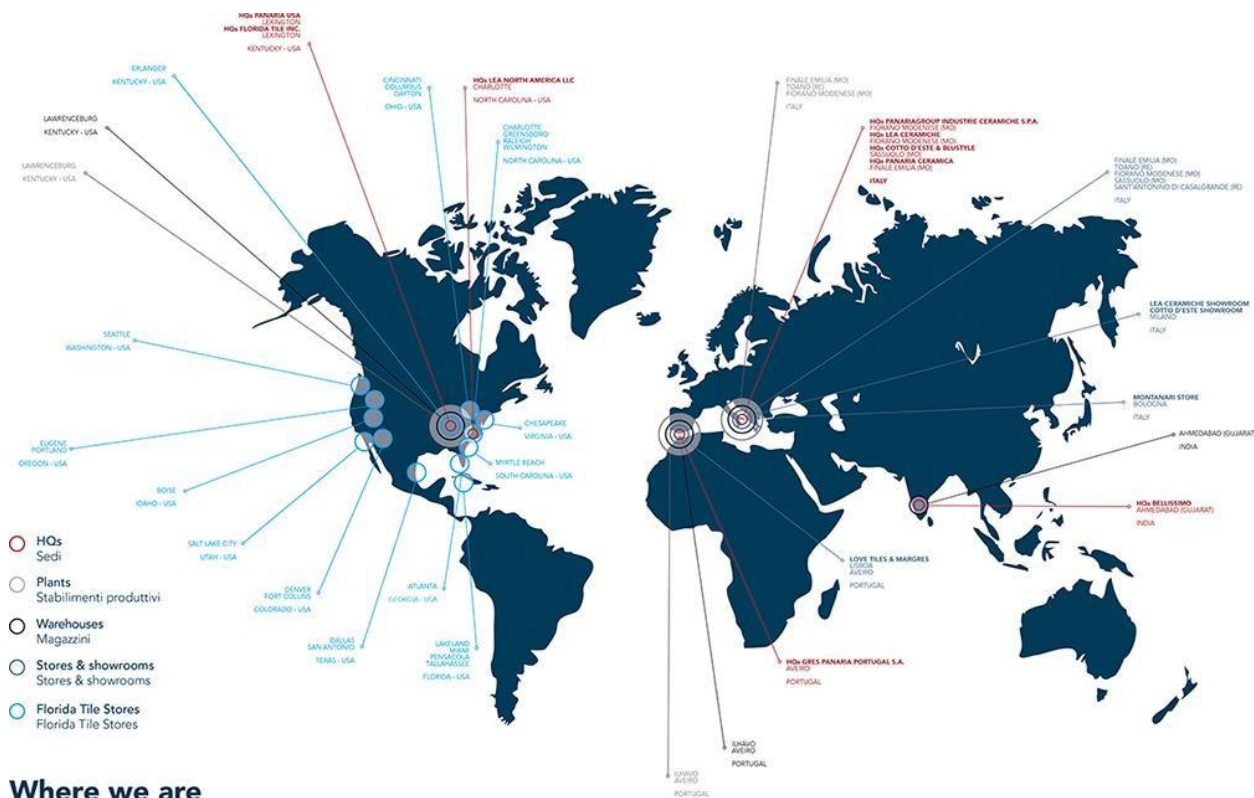 HQs PANARIA USA
LEXINGTON
HQs FLORIDA TILE INC.
LEXINGTON
KENTUCKY - USA
ERLANGER
KENTUCKY - USA
CINCINNATI
COLUMBUS
DAYTON
OHIO - USA
HQs LEA NORTH AMERICA LLC
CHARLOTTE
NORTH CAROLINA - USA
FINALE EMILIA (MO)
TOANO (RE)
FIORANO MODENESE (MO)
ITALY
LAWRENCEBURG
KENTUCKY - USA
CHARLOTTE
GREENSBORO
RALEIGH
WILMINGTON
NORTH CAROLINA - USA
HQs PANARIAGROUP INDUSTRIE CERAMICHE S.P.A.
FIORANO MODENESE (MO)
HQs LEA CERAMICHE
FIORANO MODENESE (MO)
HQs COTTO D'ESTE & BLUSTYLE
SASSUOLO (MO)
HQs PANARIA CERAMICA
FINALE EMILIA (MO)
ITALY
LAWRENCEBURG
KENTUCKY - USA
FINALE EMILIA (MO)
TOANO (RE)
FIORANO MODENESE (MO)
SASSUOLO (MO)
SANT'ANTONINO DI CASALGRANDE (RE)
ITALY
LEA CERAMICHE SHOWROOM
COTTO D'ESTE SHOWROOM
MILANO
ITALY
SEATTLE
WASHINGTON - USA
MONTANARI STORE
BOLOGNA
ITALY
CHESAPEAKE
VIRGINIA - USA
AHMEDABAD (GUJARAT)
INDIA
EUGENE
PORTLAND
OREGON - USA
MYRTLE BEACH
SOUTH CAROLINA - USA
BOISE
IDAHO - USA
HQs BELLISSIMO
AHMEDABAD (GUJARAT)
INDIA
SALT LAKE CITY
UTAH - USA
LOVE TILES & MARGRES
LISBOA
AVEIRO
PORTUGAL
DENVER
FORT COLLINS
COLORADO - USA
ATLANTA
GEORGIA - USA
DALLAS
SAN ANTONIO
TEXAS - USA
LAKELAND
MIAMI
PENSACOLA
TALLAHASSEE
FLORIDA - USA
HQs GRES PANARIA PORTUGAL S.A.
AVEIRO
PORTUGAL
ILHAVO
AVEIRO
PORTUGAL
ILHAVO
AVEIRO
PORTUGAL
HQs
Sedi
Plants
Stabilimenti produttivi
Warehouses
Magazzini
Stores & showrooms
Stores & showrooms
Florida Tile Stores
Florida Tile Stores
Where we are